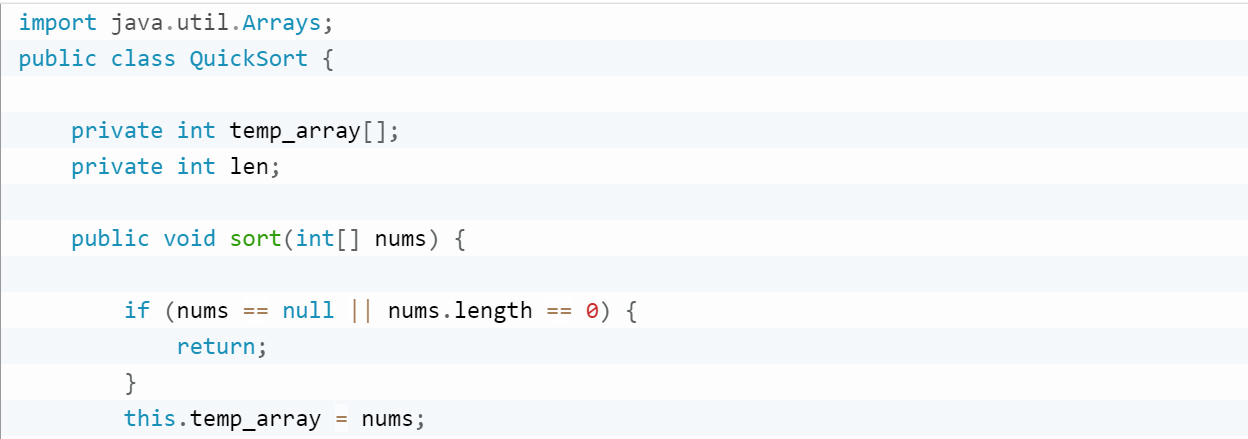 import java.util.Arrays;
public class QuickSort {
private int temp_array[];
private int len;
public void sort(int[] nums) {
if (nums == null || nums.length == 0) {
return;
}
this.temp_array = nums;